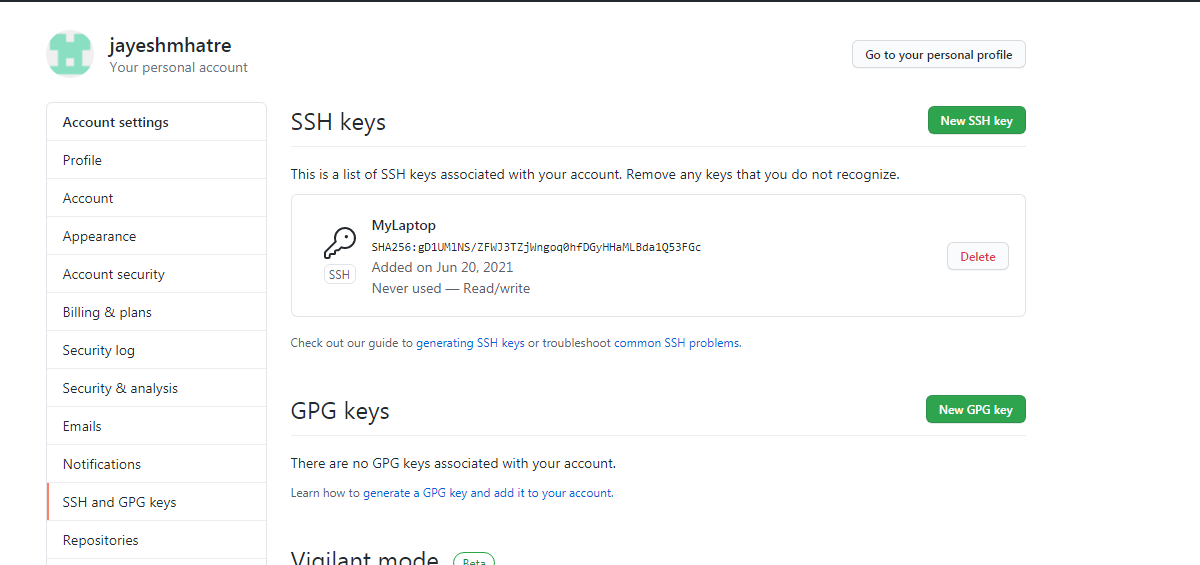 jayeshmhatre
Your personal account
Go to your personal profile
Account settings
Profile
Account
Appearance
Account security
Billing & plans
Security log
Security & analysis
Emails
Notifications
SSH and GPG keys
Repositories
SSH keys
New SSH key
This is a list of SSH keys associated with your account. Remove any keys that you do not recognize.
MyLaptop
SHA256:gD1UMlNS/ZFWJ3TZjWngoq0hfDGyHHaMLBda1Q53FGc
SSH
Added on Jun 20, 2021
Never used — Read/write
Delete
Check out our guide to generating SSH keys or troubleshoot common SSH problems.
GPG keys
New GPG key
There are no GPG keys associated with your account.
Learn how to generate a GPG key and add it to your account.
Vigilant mode
Beta